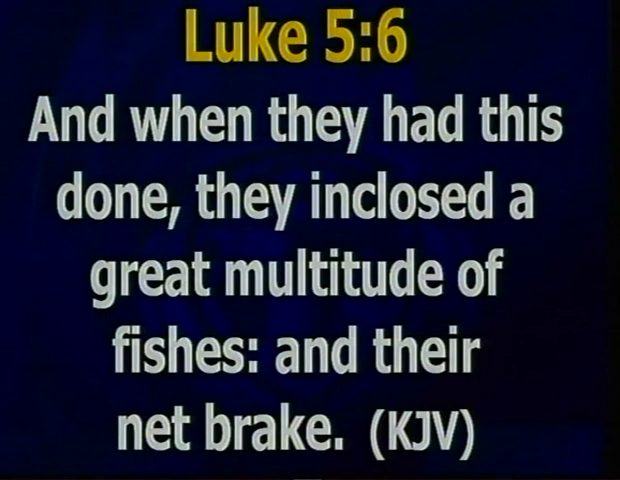 Luke 5:6
And when they had this
done, they inclosed a
great multitude of
fishes: and their
net brake. (KJV)